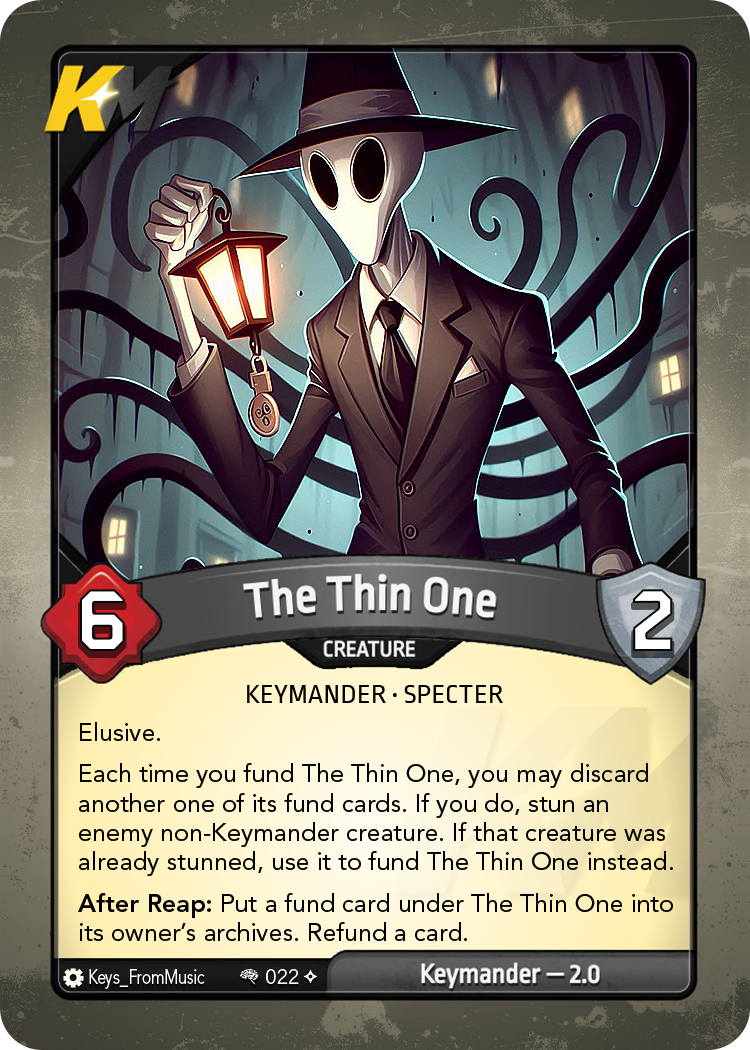 KM
6
The Thin One
2
CREATURE
KEYMANDER • SPECTER
Elusive.
Each time you fund The Thin One, you may discard
another one of its fund cards. If you do, stun an
enemy non-Keymander creature. If that creature was
already stunned, use it to fund The Thin One instead.
After Reap: Put a fund card under The Thin One into
its owner’s archives. Refund a card.
Keys_FromMusic 022 Keymander — 2.0